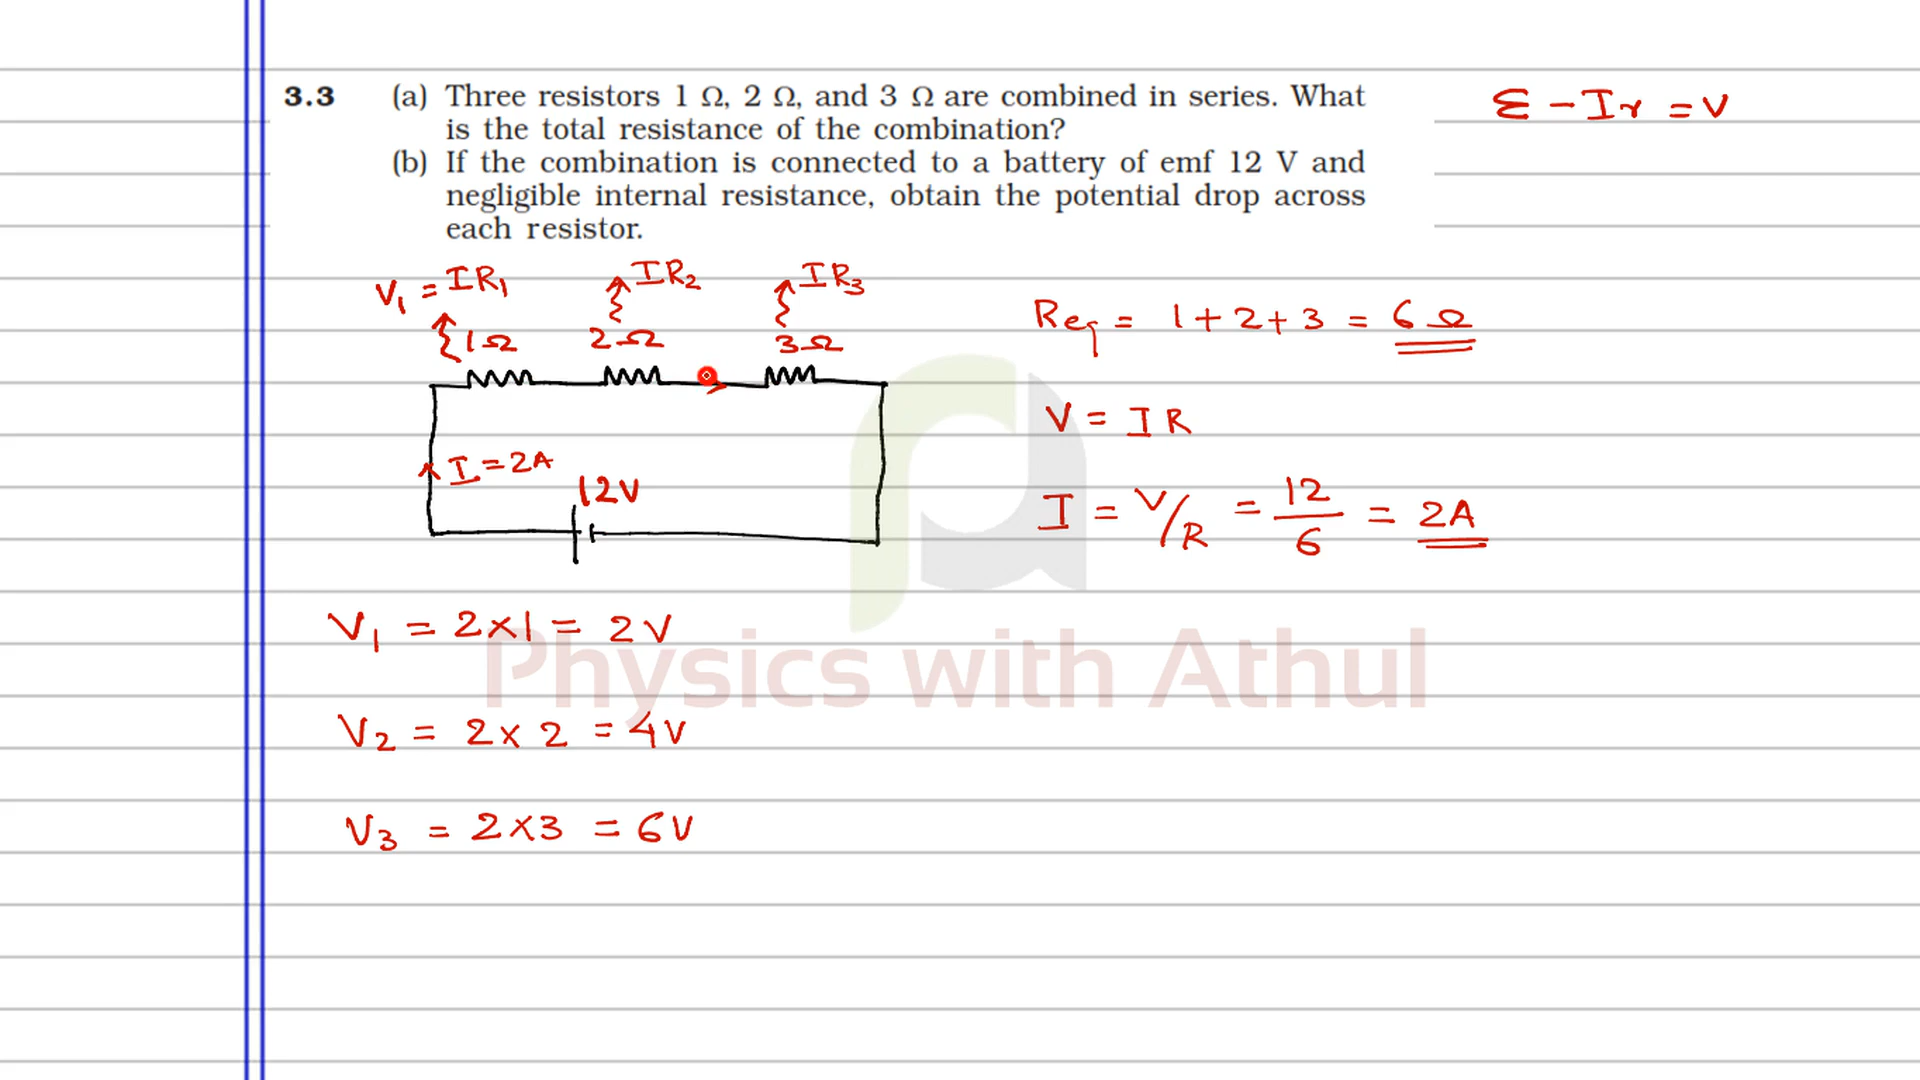 3.3 (a) Three resistors 1 Ω, 2 Ω, and 3 Ω are combined in series. What
is the total resistance of the combination?
(b) If the combination is connected to a battery of emf 12 V and
negligible internal resistance, obtain the potential drop across
each resistor.
Ɛ - Ir = V
V₁ = IR₁
IR₂
IR₃
1Ω
2Ω
3Ω
I = 2A
12V
Req = 1 + 2 + 3 = 6 Ω
V = IR
I = V/R = 12/6 = 2A
V₁ = 2×1 = 2V
V₂ = 2 × 2 = 4V
V₃ = 2×3 = 6V
Physics with Athul